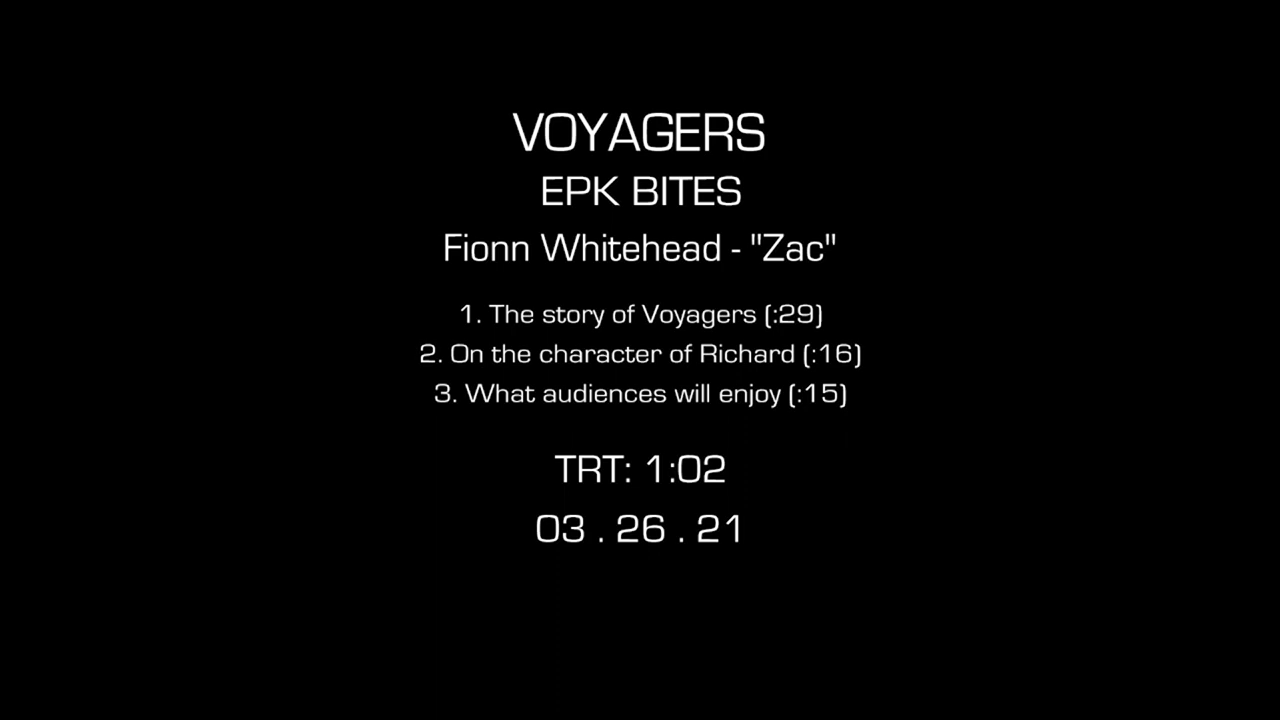 VOYAGERS
EPK BITES
Fionn Whitehead - "Zac"
1. The story of Voyagers (:29)
2. On the character of Richard (:16)
3. What audiences will enjoy (:15)
TRT: 1:02
03 . 26 . 21